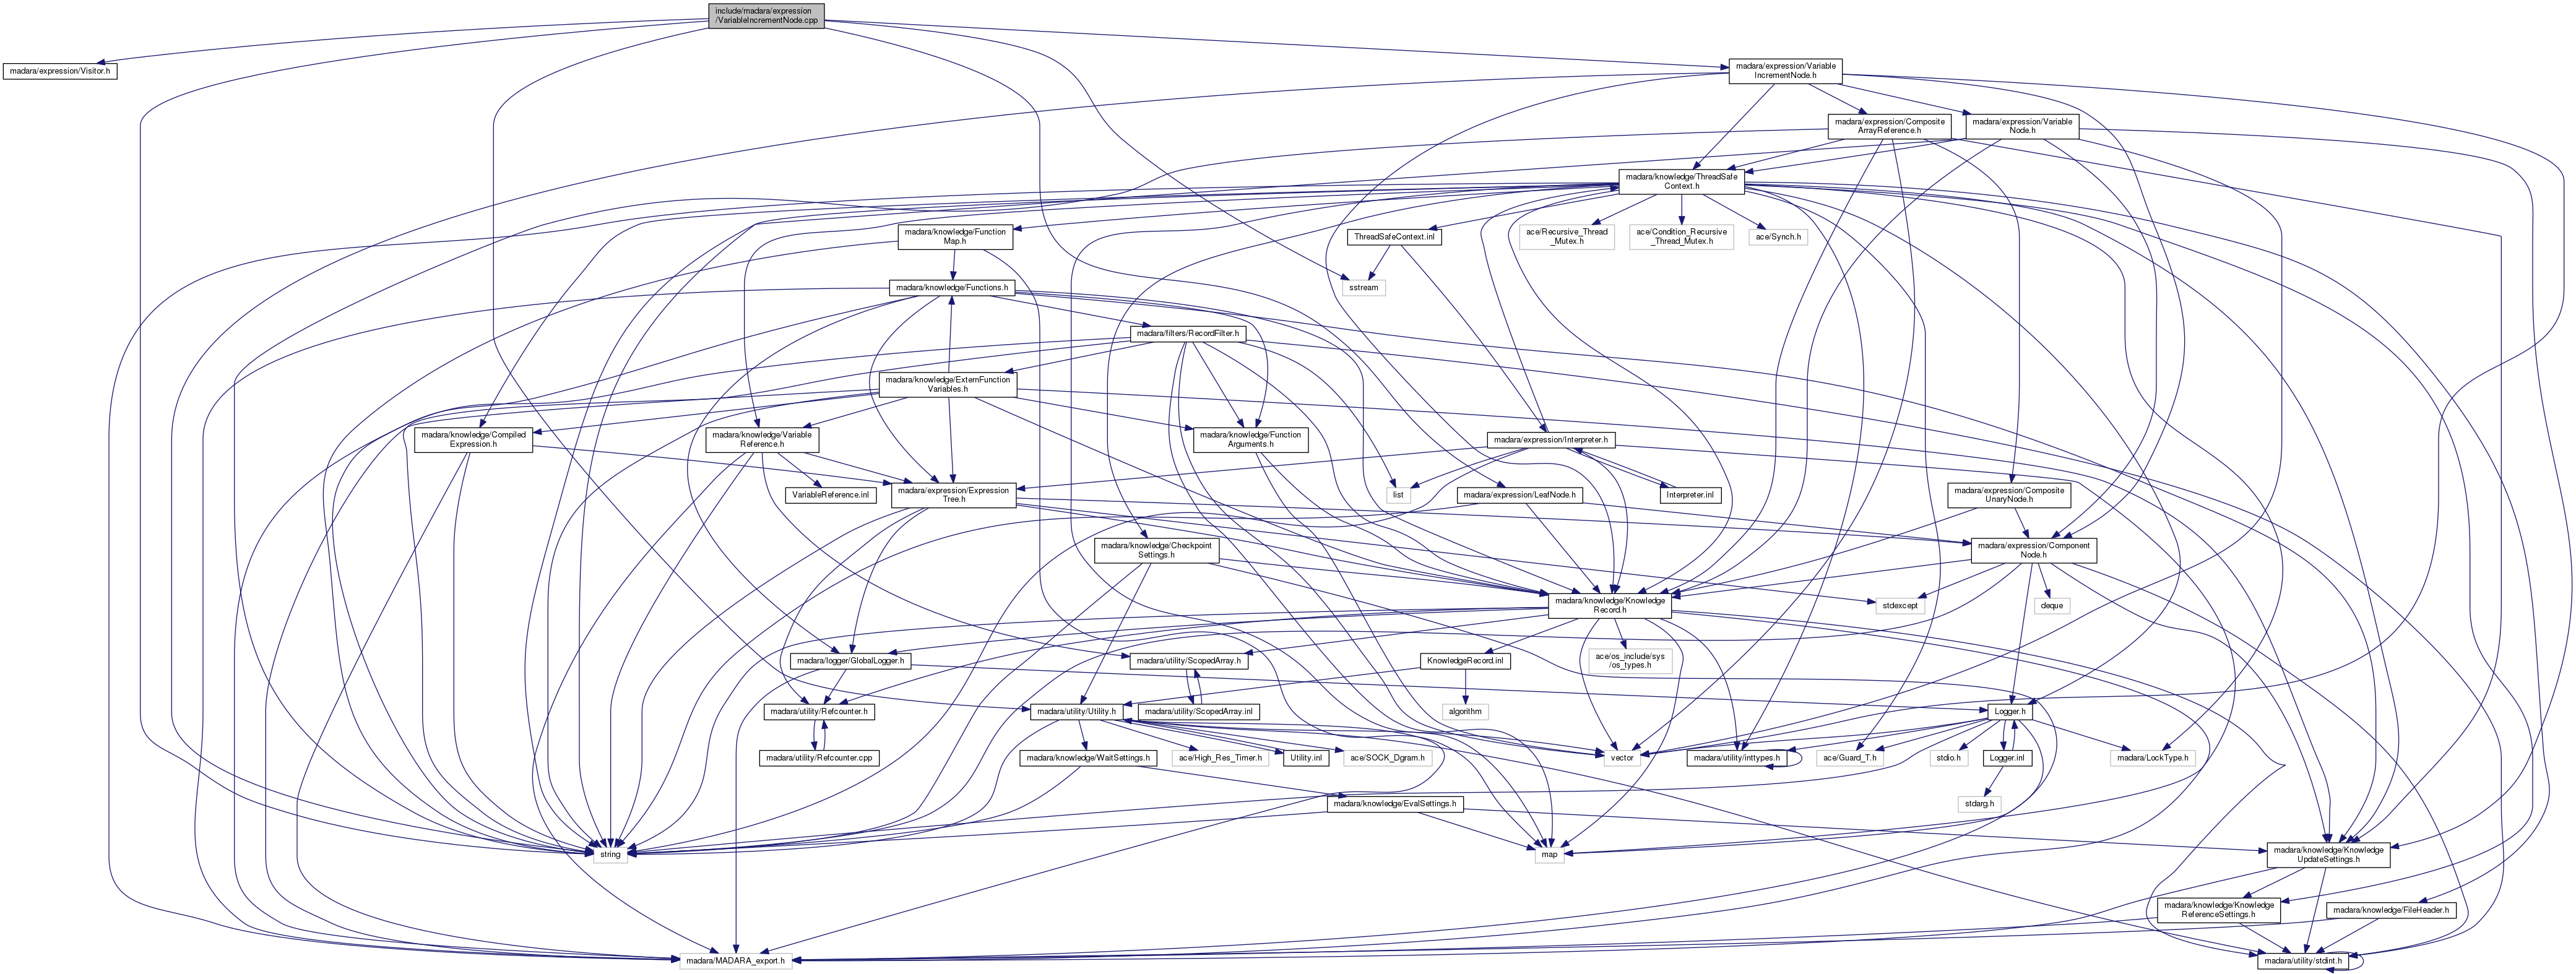 include/madara/expression
/VariableIncrementNode.cpp
madara/expression/Visitor.h
madara/expression/Variable
IncrementNode.h
madara/expression/Composite
ArrayReference.h
madara/expression/Variable
Node.h
madara/knowledge/ThreadSafe
Context.h
madara/knowledge/Function
Map.h
ThreadSafeContext.inl
ace/Recursive_Thread
_Mutex.h
ace/Condition_Recursive
_Thread_Mutex.h
ace/Synch.h
madara/knowledge/Functions.h
sstream
madara/filters/RecordFilter.h
madara/knowledge/ExternFunction
Variables.h
madara/knowledge/Compiled
Expression.h
madara/knowledge/Variable
Reference.h
madara/knowledge/Function
Arguments.h
madara/expression/Interpreter.h
VariableReference.inl
madara/expression/Expression
Tree.h
list
madara/expression/LeafNode.h
Interpreter.inl
madara/expression/Composite
UnaryNode.h
madara/knowledge/Checkpoint
Settings.h
madara/expression/Component
Node.h
madara/knowledge/Knowledge
Record.h
stdexcept
deque
madara/logger/GlobalLogger.h
madara/utility/ScopedArray.h
KnowledgeRecord.inl
ace/os_include/sys
/os_types.h
madara/utility/Refcounter.h
madara/utility/Utility.h
madara/utility/ScopedArray.inl
algorithm
Logger.h
madara/utility/Refcounter.cpp
madara/knowledge/WaitSettings.h
ace/High_Res_Timer.h
Utility.inl
ace/SOCK_Dgram.h
vector
madara/utility/inttypes.h
ace/Guard_T.h
stdio.h
Logger.inl
madara/LockType.h
madara/knowledge/EvalSettings.h
stdarg.h
string
map
madara/knowledge/Knowledge
UpdateSettings.h
madara/knowledge/Knowledge
ReferenceSettings.h
madara/knowledge/FileHeader.h
madara/MADARA_export.h
madara/utility/stdint.h